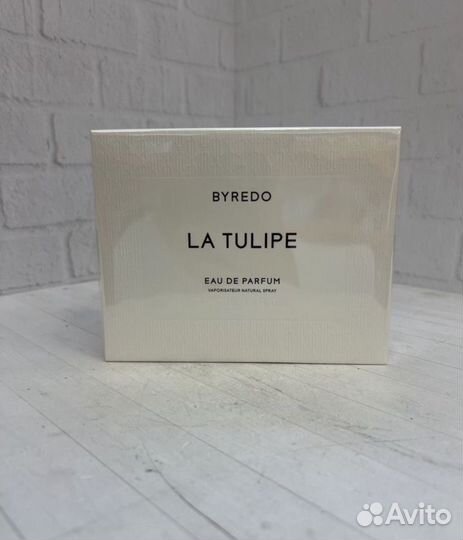 BYREDO
LA TULIPE
EAU DE PARFUM
VAPORISATEUR NATURAL SPRAY
Avito